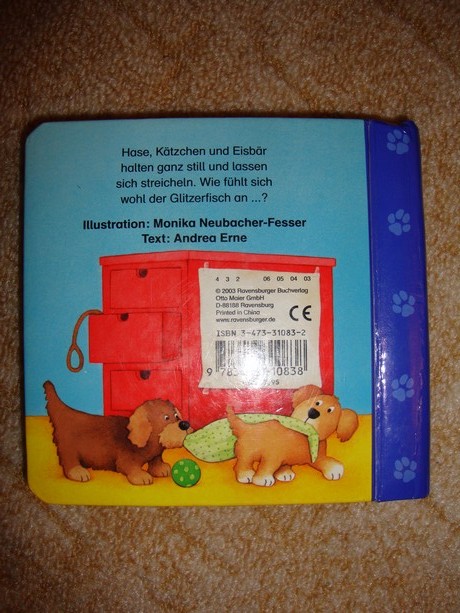 Hase, Kätzchen und Eisbär
halten ganz still und lassen
sich streicheln. Wie fühlt sich
wohl der Glitzerfisch an ...?
Illustration: Monika Neubacher-Fesser
Text: Andrea Erne
4 3 2 06 05 04 03
© 2003 Ravensburger Buchverlag
Otto Maier GmbH
D-88188 Ravensburg
Printed in China
www.ravensburger.de
CE
ISBN 3-473-31083-2